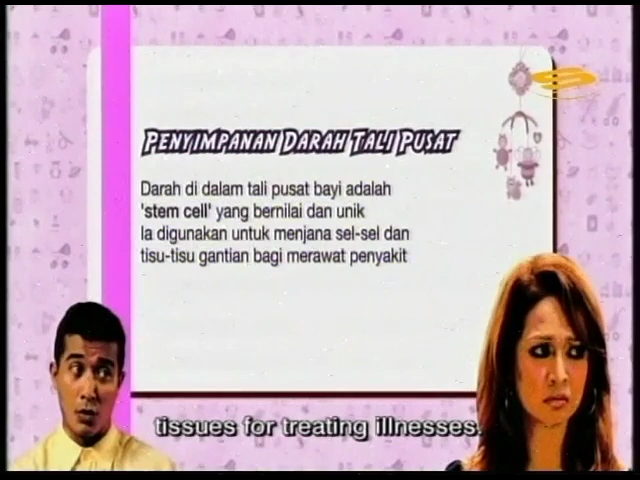 PENYIMPANAN DARAH TALI PUSAT
Darah di dalam tali pusat bayi adalah
'stem cell' yang bernilai dan unik
Ia digunakan untuk menjana sel-sel dan
tisu-tisu gantian bagi merawat penyakit
tissues for treating illnesses.